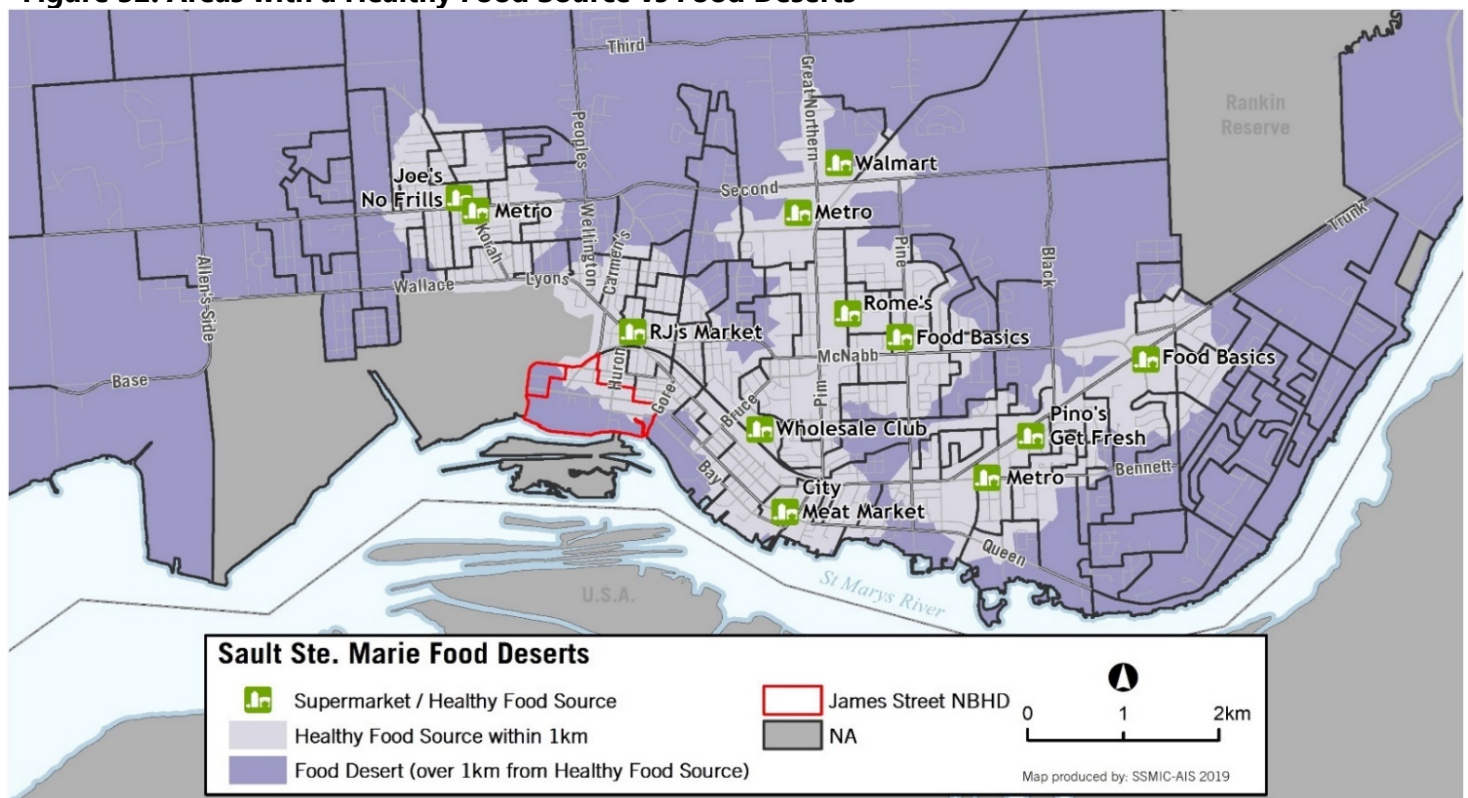 Figure 32: Areas with a Healthy Food Source vs Food Deserts
Third
Great Northern
Rankin
Reserve
Peoples
Walmart
Joe's
No Frills
Metro
Second
Metro
Trunk
Korah
Wellington
Carmen's
Pine
Black
Allen's Side
Wallace
Lyons
RJ's Market
Rome's
Food Basics
McNabb
Food Basics
Base
Huron
Gore
Bruce
Pim
Wholesale Club
Pino's
Get Fresh
Bennett
Metro
Bay
City
Meat Market
Queen
St Marys River
U.S.A.
Sault Ste. Marie Food Deserts
Supermarket / Healthy Food Source
Healthy Food Source within 1km
Food Desert (over 1km from Healthy Food Source)
James Street NBHD
NA
0 1 2km
Map produced by: SSMIC-AIS 2019